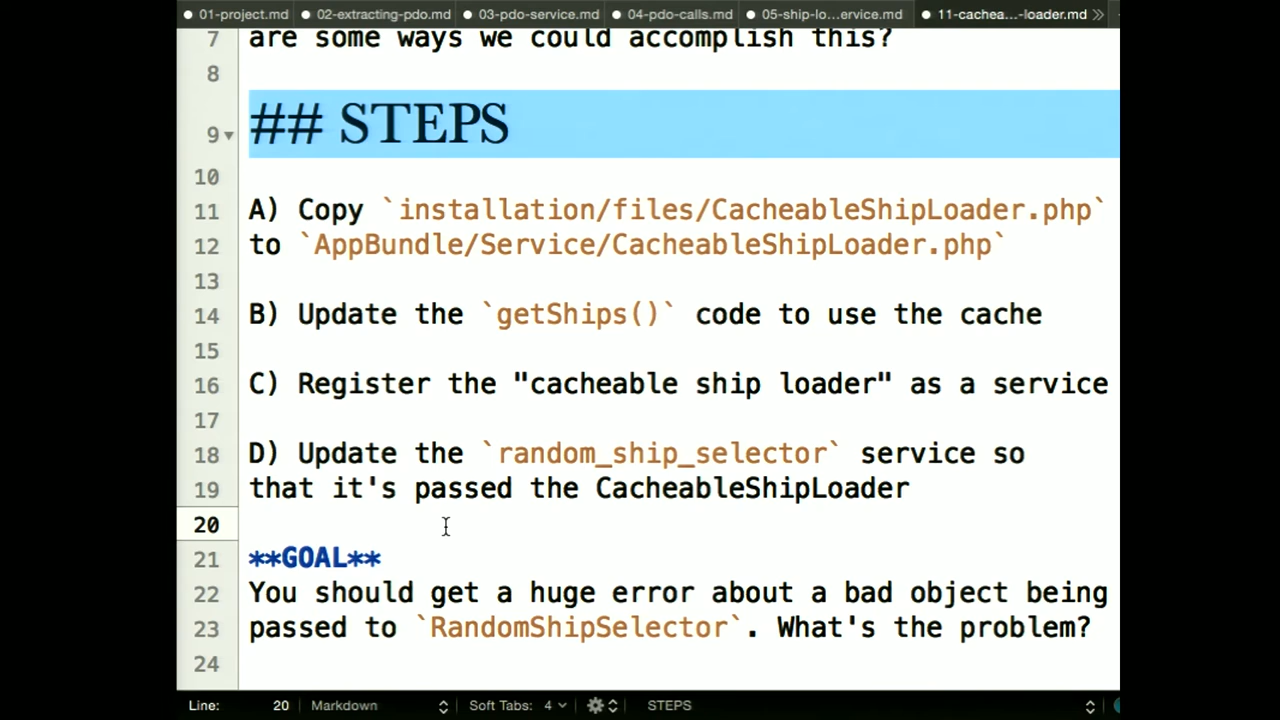 01-project.md 02-extracting-pdo.md 03-pdo-service.md 04-pdo-calls.md 05-ship-lo...ervice.md 11-cachea...-loader.md
7 are some ways we could accomplish this?
8
9 ## STEPS
10
11 A) Copy `installation/files/CacheableShipLoader.php`
12 to `AppBundle/Service/CacheableShipLoader.php`
13
14 B) Update the `getShips()` code to use the cache
15
16 C) Register the "cacheable ship loader" as a service
17
18 D) Update the `random_ship_selector` service so
19 that it's passed the CacheableShipLoader
20
21 **GOAL**
22 You should get a huge error about a bad object being
23 passed to `RandomShipSelector`. What's the problem?
24
Line: 20 Markdown Soft Tabs: 4 STEPS